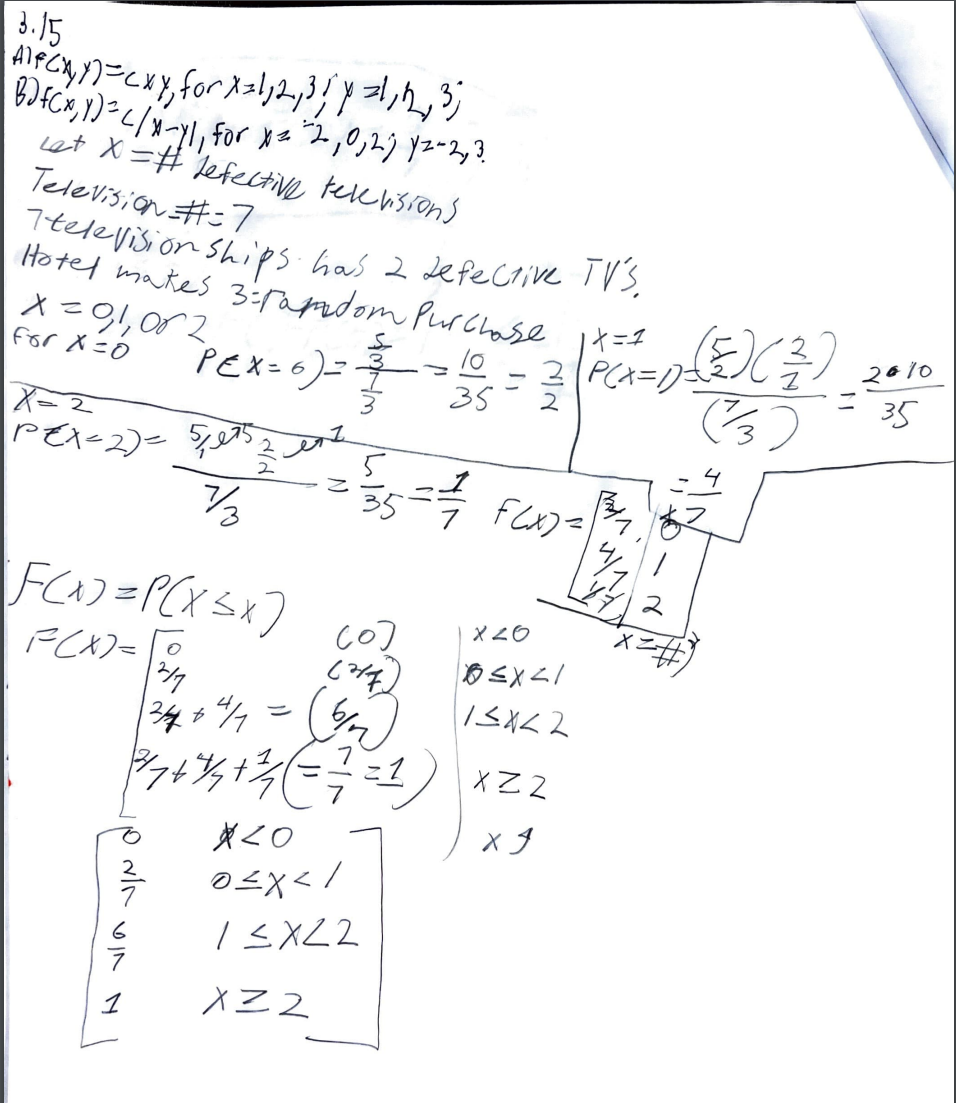 3.15
A) f(x,y)=cxy, for x=1,2,3; y=1,2,3;
B) f(x,y)=c|x-y|, for x=-2,0,2; y=-2,3.
Let X=# defective televisions
Television #=7
7 television ships has 2 defective TV's.
Hotel makes 3=random Purchase
X=0,1, or 2
For X=0
P(X=0)= 5/3 / 7/3 = 10/35 = 2/2
X=1
P(X=1)= (5/2)(2/1) / (7/3) = 2•10/35
= 4/7
X=2
P(X=2)= 5/1 2/2 / 7/3 = 5/35 = 1/7
f(x)= 2/7, 0
4/7 1
1/7 2
x=#
F(x)=P(X≤x)
F(x)= 0 (0) x<0
2/7 (2/7) 0≤x<1
2/7+4/7 = (6/7) 1≤x<2
2/7+4/7+1/7 (=7/7=1) x≥2
x
0 x<0
2/7 0≤x<1
6/7 1≤x<2
1 x≥2